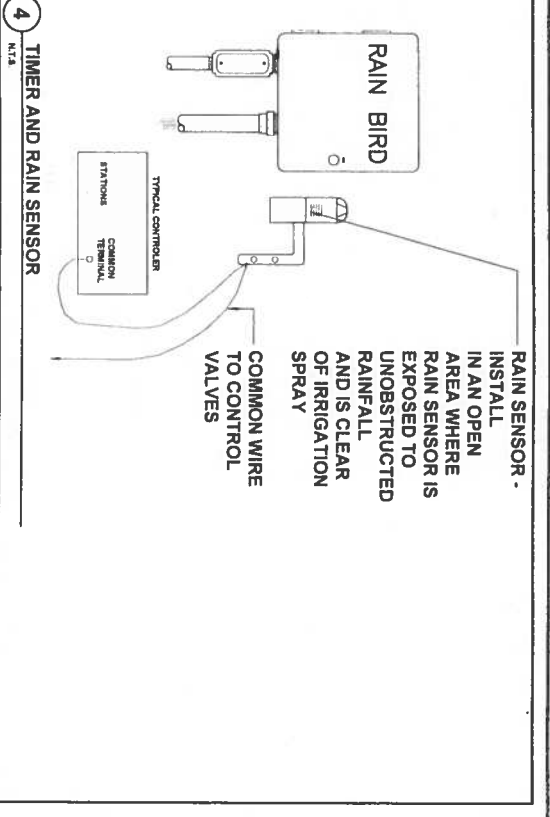 RAIN BIRD
RAIN SENSOR -
INSTALL
IN AN OPEN
AREA WHERE
RAIN SENSOR IS
EXPOSED TO
UNOBSTRUCTED
RAINFALL
AND IS CLEAR
OF IRRIGATION
SPRAY
COMMON WIRE
TO CONTROL
VALVES
TYPICAL CONTROLER
STATIONS
COMMON
TERMINAL
4
TIMER AND RAIN SENSOR
N.T.S.